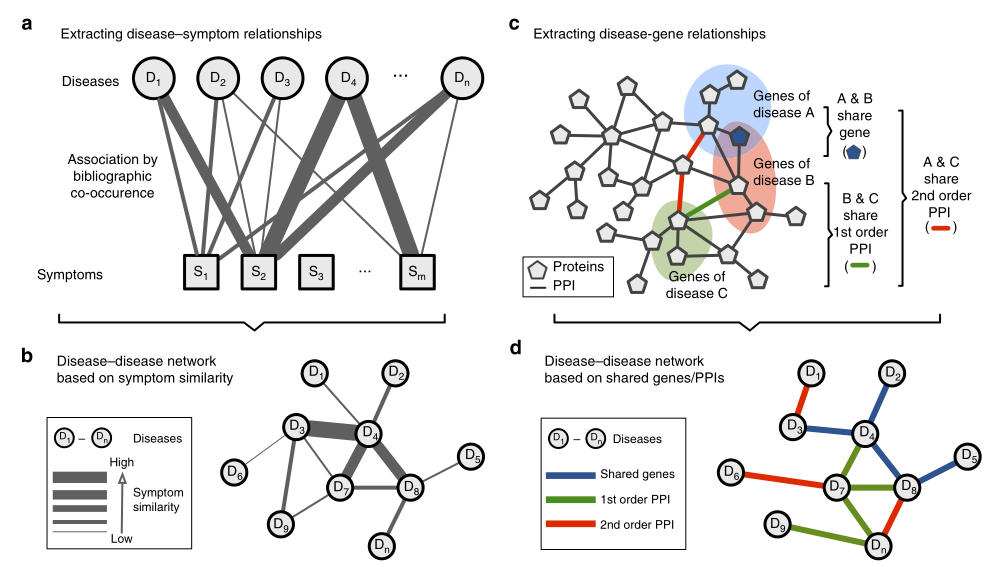 a
Extracting disease–symptom relationships
Diseases
D1
D2
D3
D4
...
Dn
Association by
bibliographic
co-occurence
Symptoms
S1
S2
S3
...
Sm
b
Disease–disease network
based on symptom similarity
D1 – Dn Diseases
High
Symptom
similarity
Low
D1
D2
D3
D4
D5
D6
D7
D8
D9
Dn
c
Extracting disease-gene relationships
Genes of
disease A
Genes of
disease B
Genes of
disease C
A & B
share
gene
( )
B & C
share
1st order
PPI
( )
A & C
share
2nd order
PPI
( )
Proteins
PPI
d
Disease–disease network
based on shared genes/PPIs
D1 – Dn Diseases
Shared genes
1st order PPI
2nd order PPI
D1
D2
D3
D4
D5
D6
D7
D8
D9
Dn